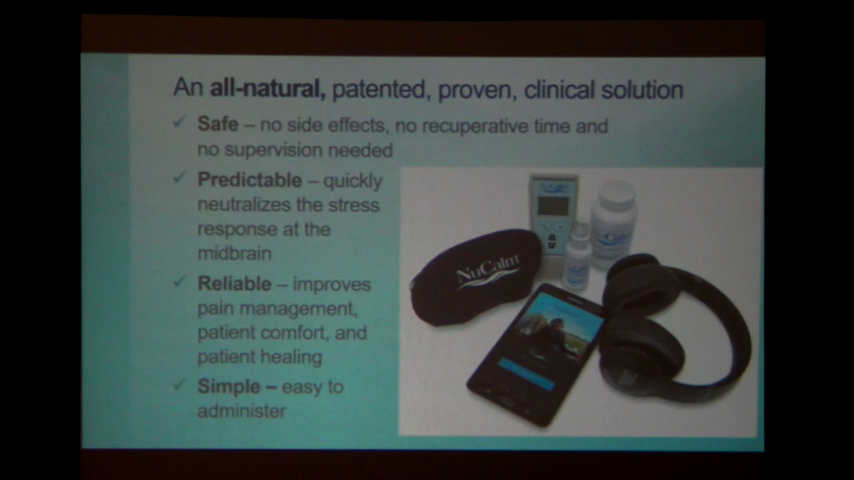 An all-natural, patented, proven, clinical solution
✓ Safe – no side effects, no recuperative time and
no supervision needed
✓ Predictable – quickly
neutralizes the stress
response at the
midbrain
✓ Reliable – improves
pain management,
patient comfort, and
patient healing
✓ Simple – easy to
administer
NuCalm